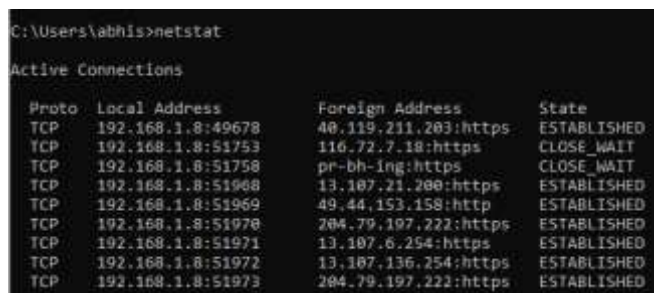 C:\Users\abhis>netstat
Active Connections
Proto Local Address Foreign Address State
TCP 192.168.1.8:49678 40.119.211.203:https ESTABLISHED
TCP 192.168.1.8:51753 116.72.7.18:https CLOSE_WAIT
TCP 192.168.1.8:51758 pr-bh-ing:https CLOSE_WAIT
TCP 192.168.1.8:51968 13.107.21.200:https ESTABLISHED
TCP 192.168.1.8:51969 49.44.153.158:http ESTABLISHED
TCP 192.168.1.8:51970 204.79.197.222:https ESTABLISHED
TCP 192.168.1.8:51971 13.107.6.254:https ESTABLISHED
TCP 192.168.1.8:51972 13.107.136.254:https ESTABLISHED
TCP 192.168.1.8:51973 204.79.197.222:https ESTABLISHED